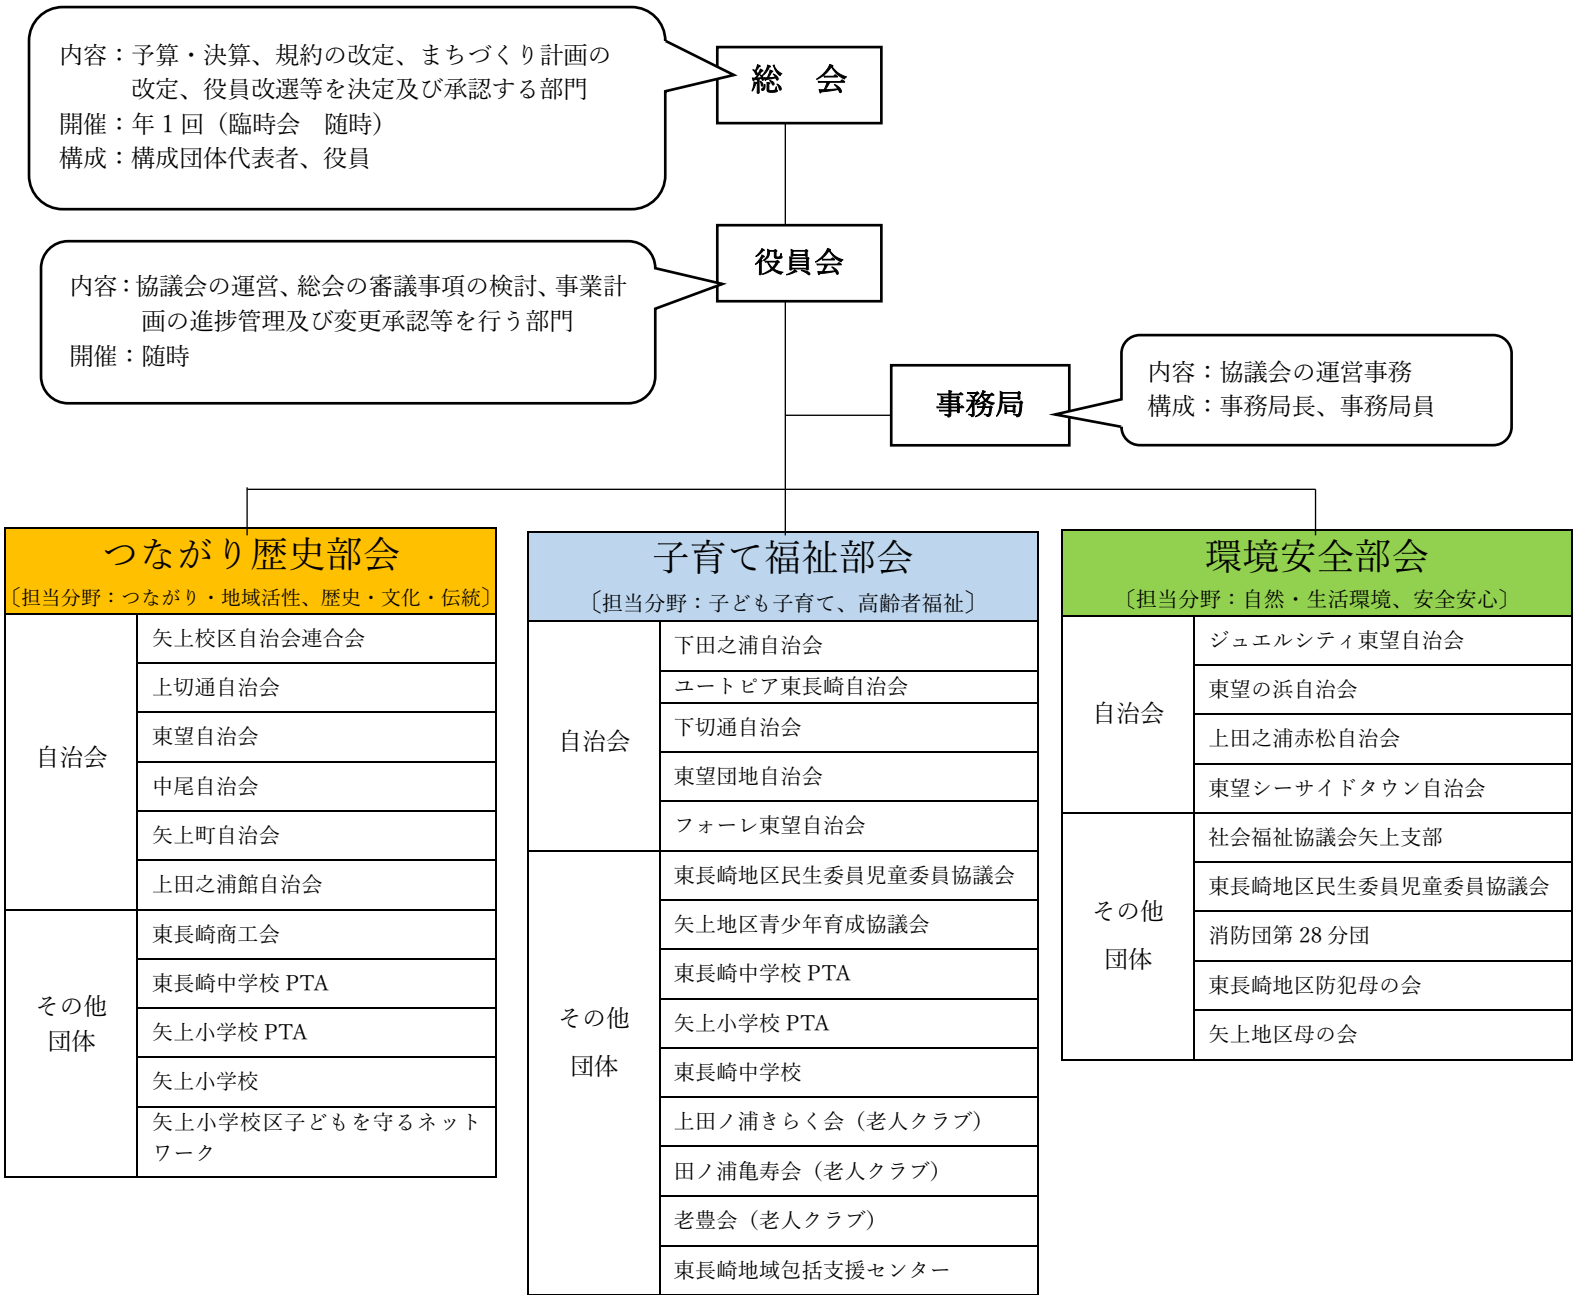 内容：予算・決算、規約の改定、まちづくり計画の
改定、役員改選等を決定及び承認する部門
開催：年１回（臨時会　随時）
構成：構成団体代表者、役員
総　会
内容：協議会の運営、総会の審議事項の検討、事業計
画の進捗管理及び変更承認等を行う部門
開催：随時
役員会
事務局
内容：協議会の運営事務
構成：事務局長、事務局員
つながり歴史部会
〔担当分野：つながり・地域活性、歴史・文化・伝統〕
自治会
矢上校区自治会連合会
上切通自治会
東望自治会
中尾自治会
矢上町自治会
上田之浦館自治会
その他
団体
東長崎商工会
東長崎中学校 PTA
矢上小学校 PTA
矢上小学校
矢上小学校区子どもを守るネット
ワーク
子育て福祉部会
〔担当分野：子ども子育て、高齢者福祉〕
自治会
下田之浦自治会
ユートピア東長崎自治会
下切通自治会
東望団地自治会
フォーレ東望自治会
その他
団体
東長崎地区民生委員児童委員協議会
矢上地区青少年育成協議会
東長崎中学校 PTA
矢上小学校 PTA
東長崎中学校
上田ノ浦きらく会（老人クラブ）
田ノ浦亀寿会（老人クラブ）
老豊会（老人クラブ）
東長崎地域包括支援センター
環境安全部会
〔担当分野：自然・生活環境、安全安心〕
自治会
ジュエルシティ東望自治会
東望の浜自治会
上田之浦赤松自治会
東望シーサイドタウン自治会
その他
団体
社会福祉協議会矢上支部
東長崎地区民生委員児童委員協議会
消防団第 28 分団
東長崎地区防犯母の会
矢上地区母の会